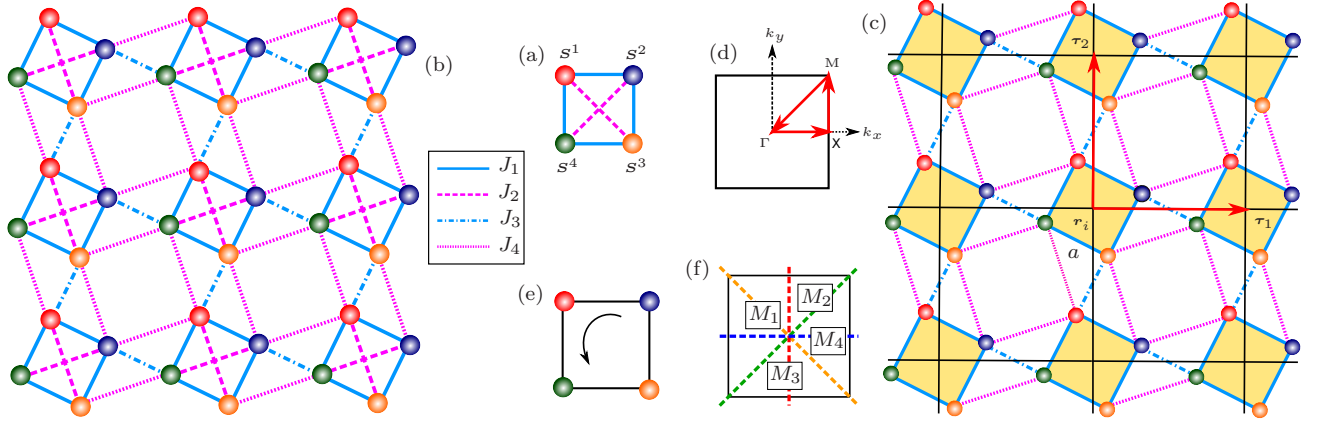 (b)
J₁
J₂
J₃
J₄
(a)
s¹ s²
s⁴ s³
(e)
(d)
k_y
M
Γ X k_x
(f)
M₁ M₂
M₄
M₃
(c)
τ₂
r_i τ₁
a